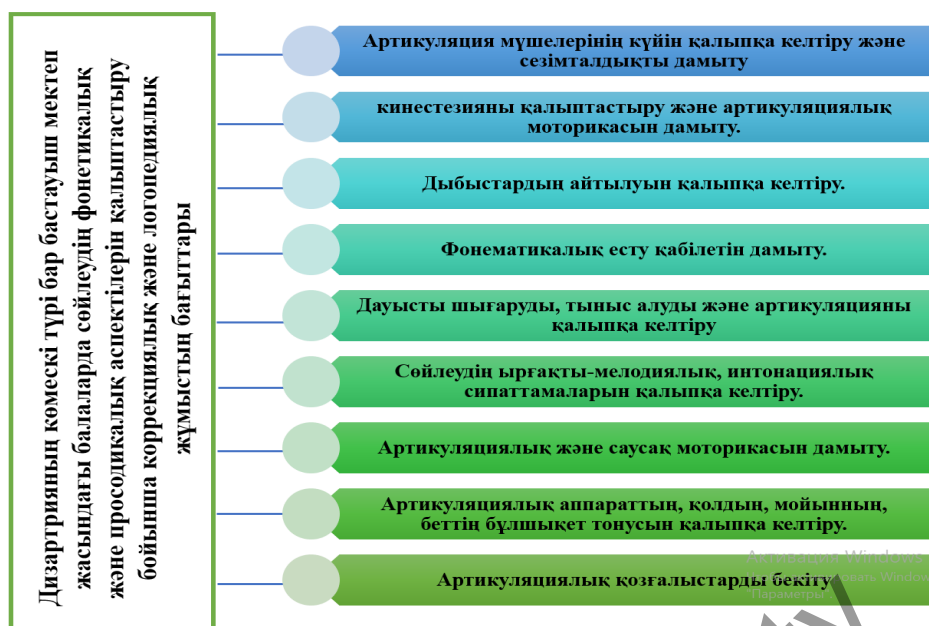 Дизартрияның көмескі түрі бар бастауыш мектеп
жасындағы балаларда сөйлеудің фонетикалық
және просодикалық аспектілерін қалыптастыру
бойынша коррекциялық және логопедиялық
жұмыстың бағыттары
Артикуляция мүшелерінің күйін қалыпқа келтіру және
сезімталдықты дамыту
кинестезияны қалыптастыру және артикуляциялық
моторикасын дамыту.
Дыбыстардың айтылуын қалыпқа келтіру.
Фонематикалық есту қабілетін дамыту.
Дауысты шығаруды, тыныс алуды және артикуляцияны
қалыпқа келтіру
Сөйлеудің ырғақты-мелодиялық, интонациялық
сипаттамаларын қалыпқа келтіру.
Артикуляциялық және саусақ моторикасын дамыту.
Артикуляциялық аппараттың, қолдың, мойынның,
беттің бұлшықет тонусын қалыпқа келтіру.
Артикуляциялық қозғалыстарды бекіту
Активация Windows
Window
"Параметры".
ty